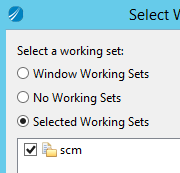 Select W
Select a working set:
Window Working Sets
No Working Sets
Selected Working Sets
scm